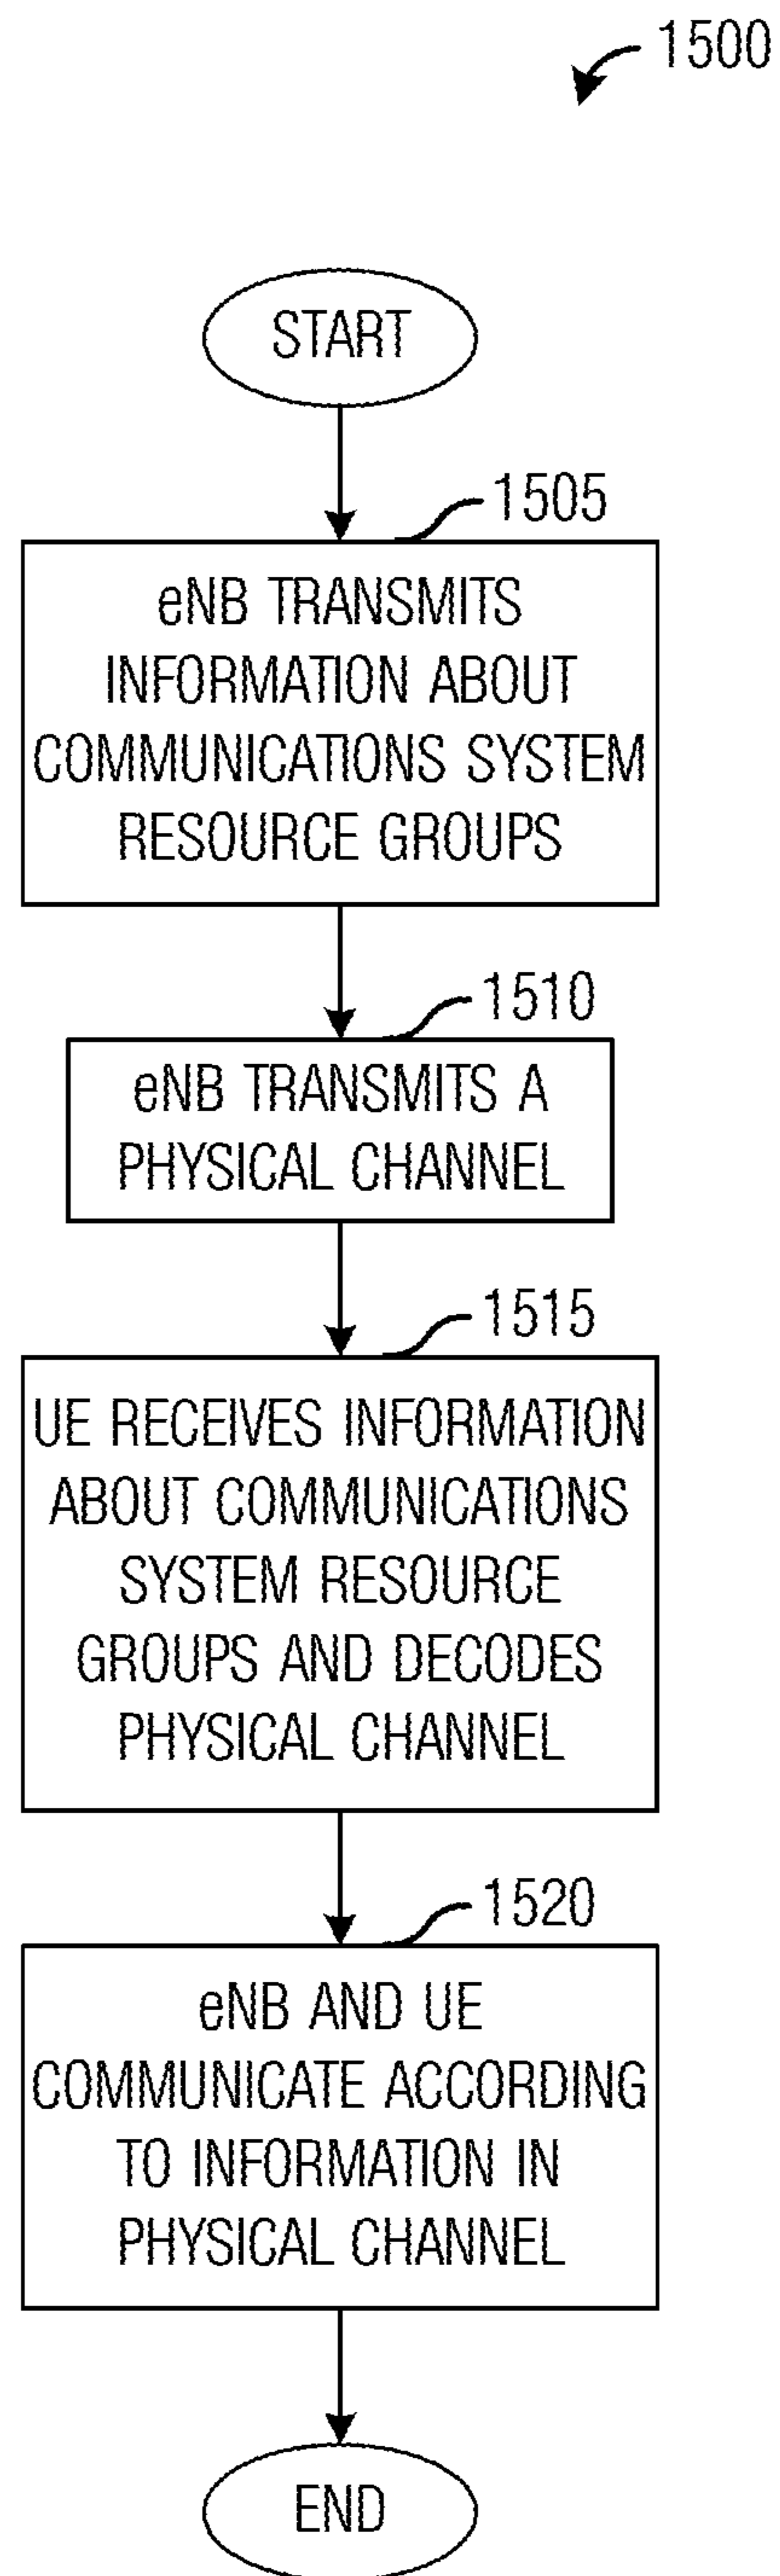 1500
START
1505
eNB TRANSMITS
INFORMATION ABOUT
COMMUNICATIONS SYSTEM
RESOURCE GROUPS
1510
eNB TRANSMITS A
PHYSICAL CHANNEL
1515
UE RECEIVES INFORMATION
ABOUT COMMUNICATIONS
SYSTEM RESOURCE
GROUPS AND DECODES
PHYSICAL CHANNEL
1520
eNB AND UE
COMMUNICATE ACCORDING
TO INFORMATION IN
PHYSICAL CHANNEL
END